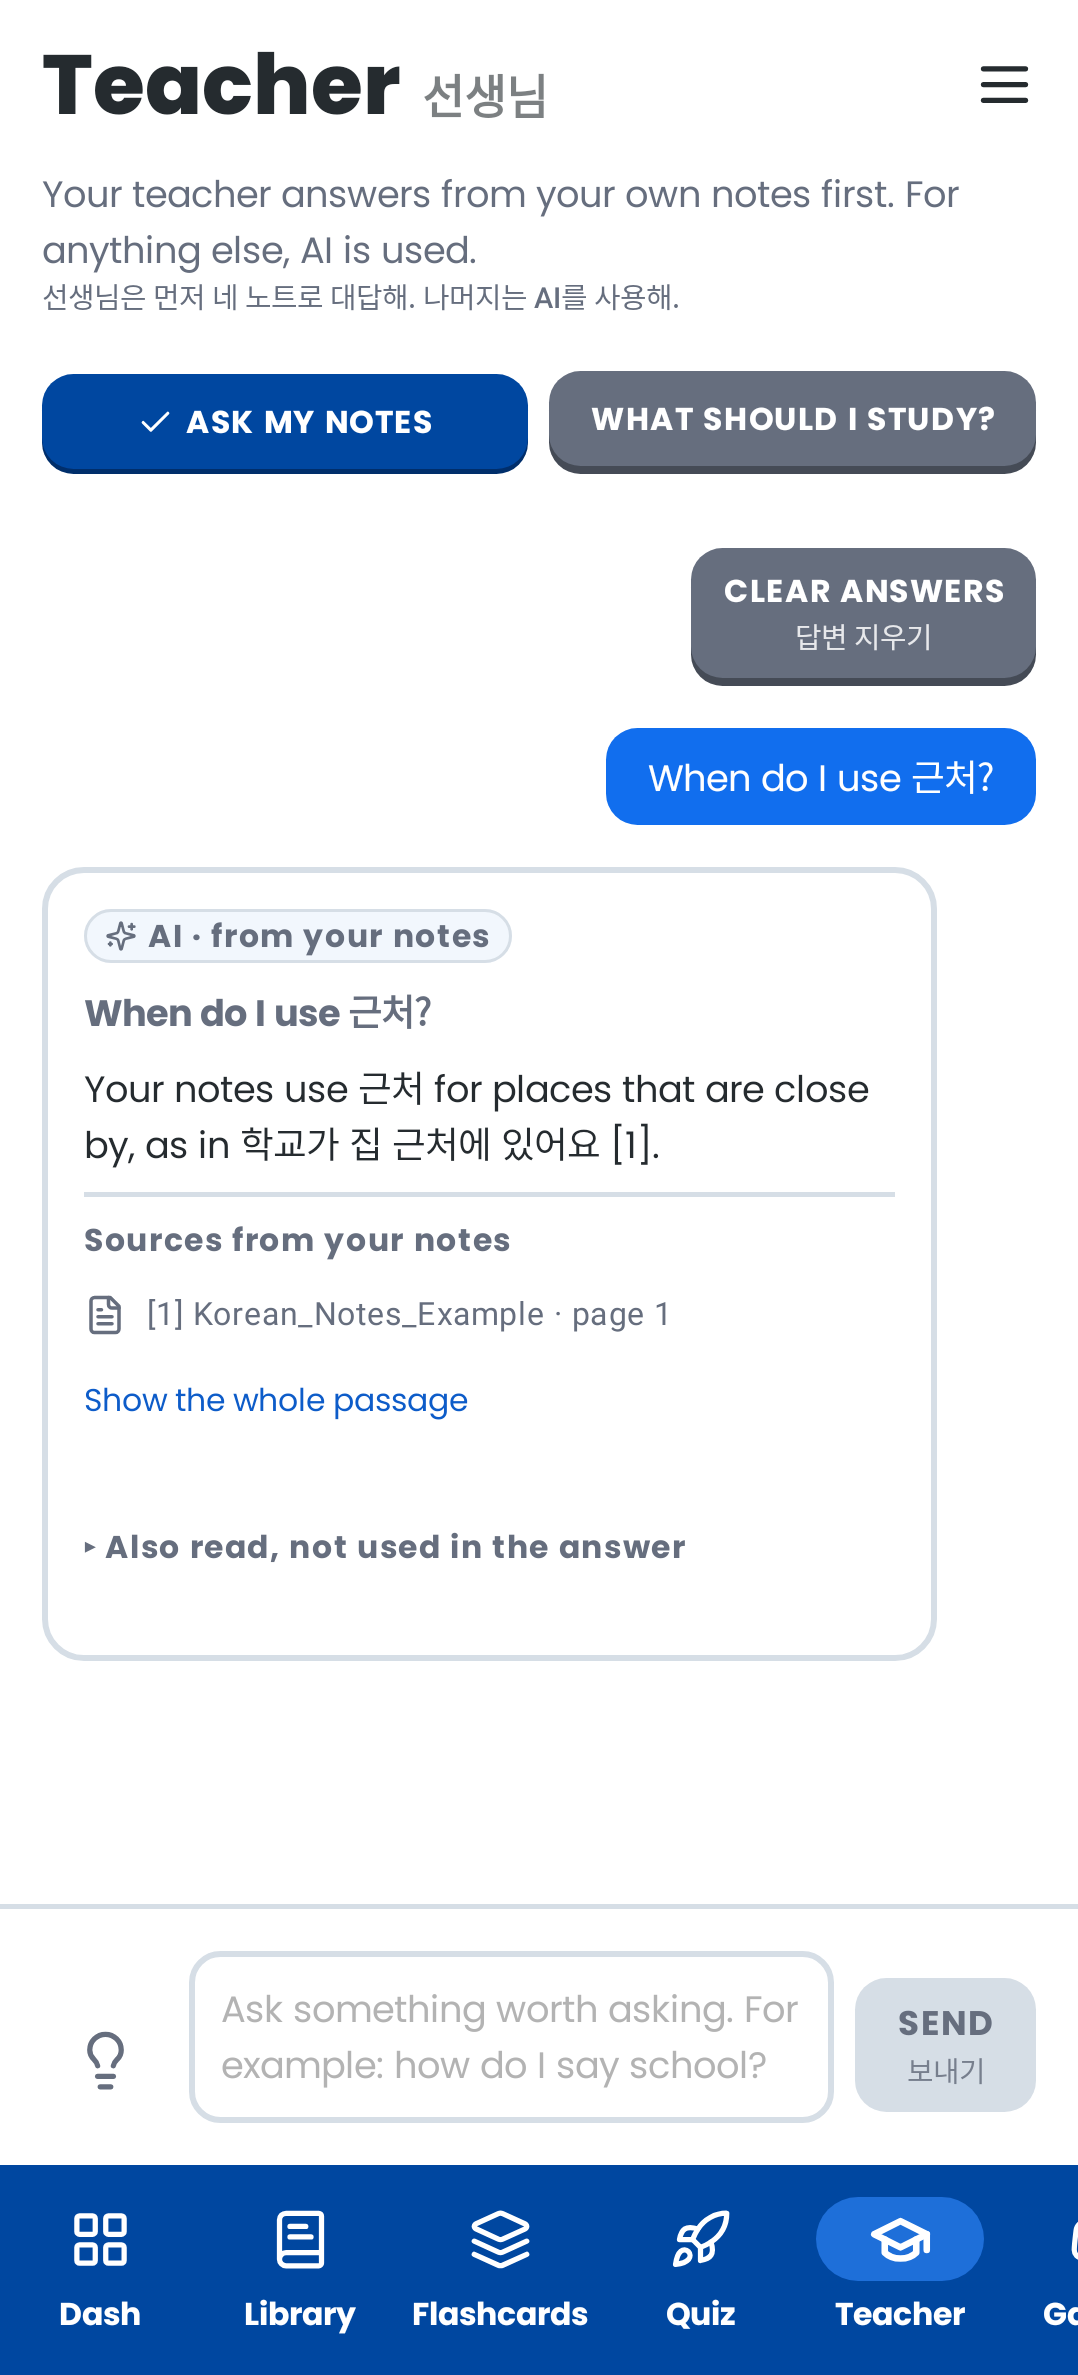 Teacher 선생님
Your teacher answers from your own notes first. For
anything else, AI is used.
선생님은 먼저 네 노트로 대답해. 나머지는 AI를 사용해.
ASK MY NOTES
WHAT SHOULD I STUDY?
CLEAR ANSWERS
답변 지우기
When do I use 근처?
AI · from your notes
When do I use 근처?
Your notes use 근처 for places that are close
by, as in 학교가 집 근처에 있어요 [1].
Sources from your notes
[1] Korean_Notes_Example · page 1
Show the whole passage
▸ Also read, not used in the answer
Ask something worth asking. For
example: how do I say school?
SEND
보내기
Dash
Library
Flashcards
Quiz
Teacher